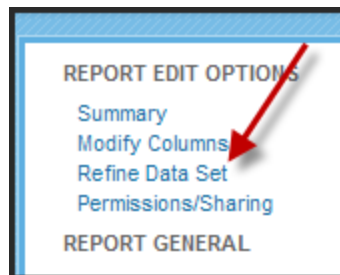 REPORT EDIT OPTIONS
Summary
Modify Columns
Refine Data Set
Permissions/Sharing
REPORT GENERAL